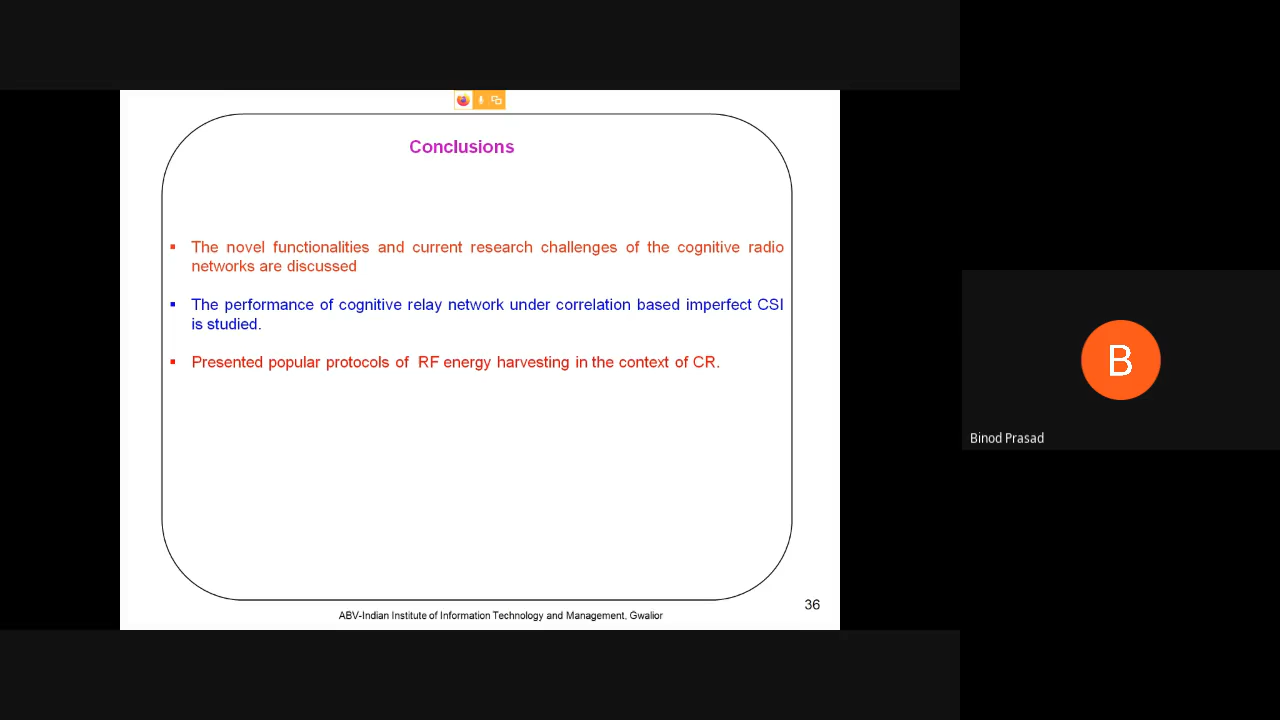 Conclusions
▪ The novel functionalities and current research challenges of the cognitive radio
networks are discussed
▪ The performance of cognitive relay network under correlation based imperfect CSI
is studied.
▪ Presented popular protocols of RF energy harvesting in the context of CR.
ABV-Indian Institute of Information Technology and Management, Gwalior
36
B
Binod Prasad